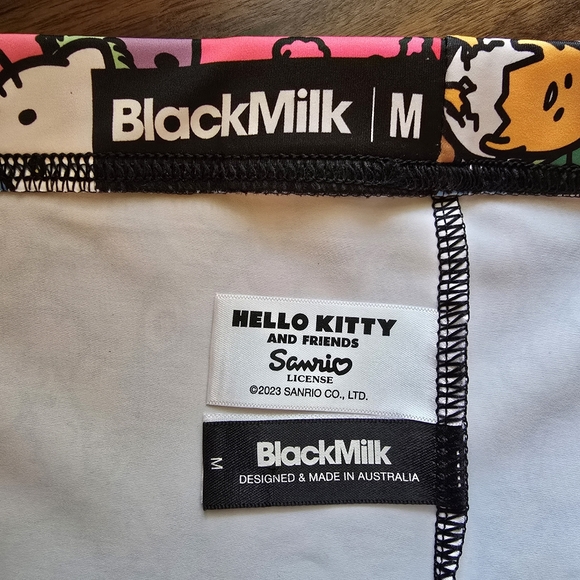 BlackMilk | M
HELLO KITTY
AND FRIENDS
Sanrio
LICENSE
©2023 SANRIO CO., LTD.
M
BlackMilk
DESIGNED & MADE IN AUSTRALIA